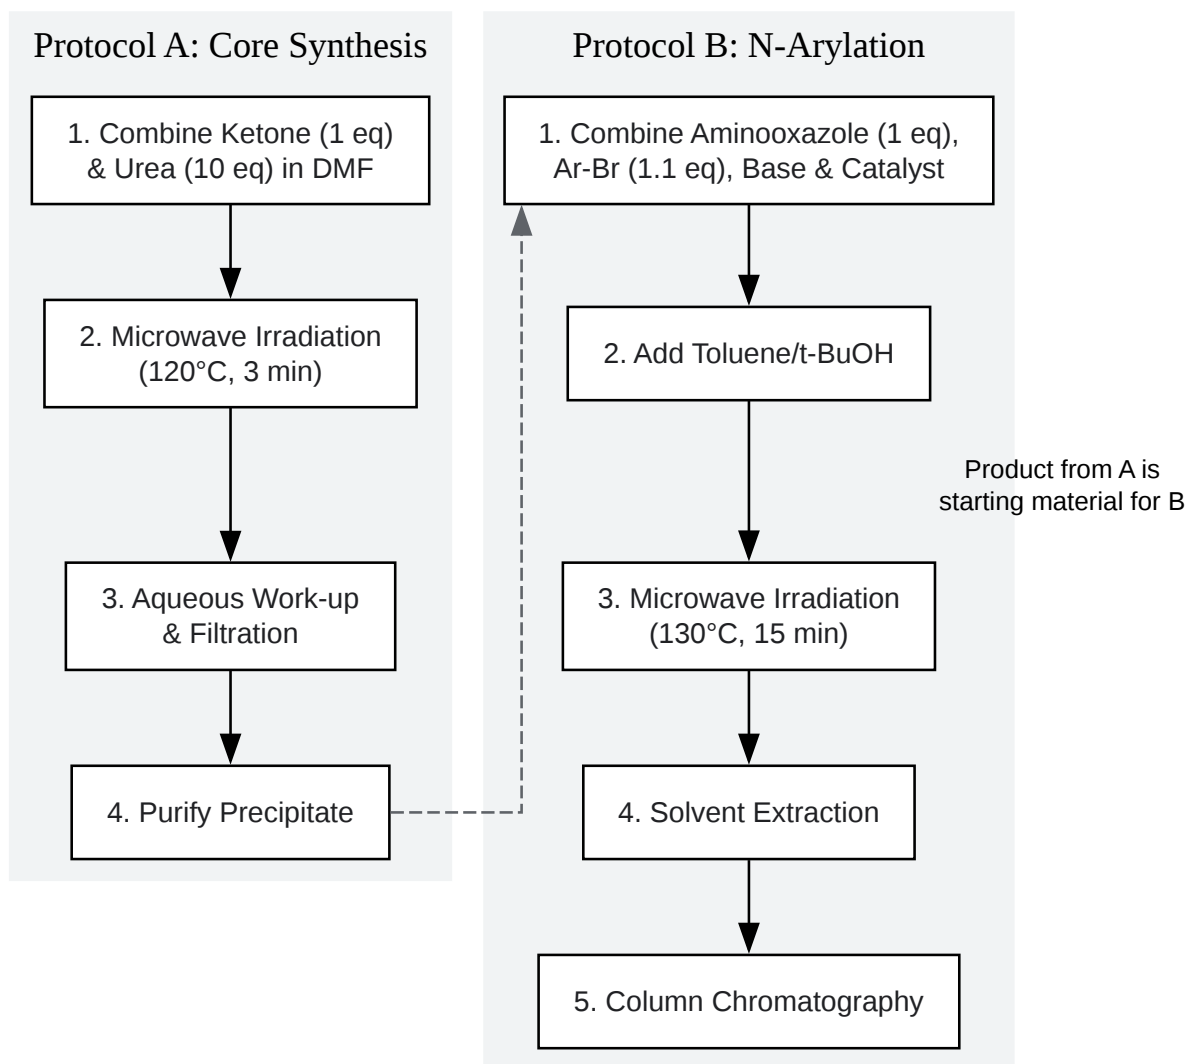 Protocol A: Core Synthesis
1. Combine Ketone (1 eq)
& Urea (10 eq) in DMF
2. Microwave Irradiation
(120°C, 3 min)
3. Aqueous Work-up
& Filtration
4. Purify Precipitate
Protocol B: N-Arylation
1. Combine Aminooxazole (1 eq),
Ar-Br (1.1 eq), Base & Catalyst
2. Add Toluene/t-BuOH
3. Microwave Irradiation
(130°C, 15 min)
4. Solvent Extraction
5. Column Chromatography
Product from A is
starting material for B